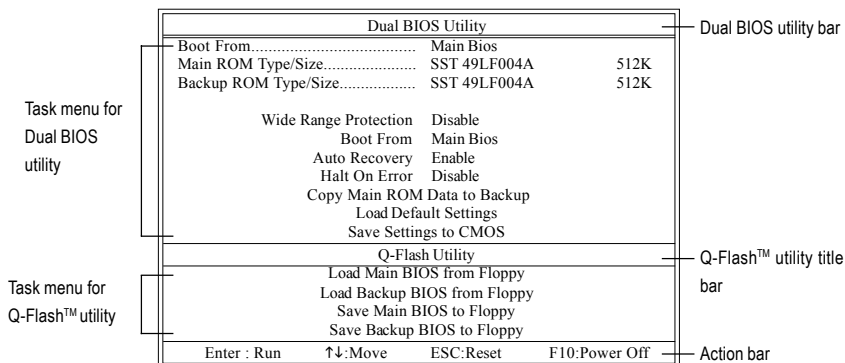 Dual BIOS Utility
Dual BIOS utility bar
Boot From..................................... Main Bios
Main ROM Type/Size..................... SST 49LF004A 512K
Backup ROM Type/Size................. SST 49LF004A 512K
Task menu for
Dual BIOS
utility
Wide Range Protection Disable
Boot From Main Bios
Auto Recovery Enable
Halt On Error Disable
Copy Main ROM Data to Backup
Load Default Settings
Save Settings to CMOS
Q-Flash Utility
Q-Flash™ utility title
bar
Task menu for
Q-Flash™ utility
Load Main BIOS from Floppy
Load Backup BIOS from Floppy
Save Main BIOS to Floppy
Save Backup BIOS to Floppy
Enter : Run ↑↓:Move ESC:Reset F10:Power Off
Action bar